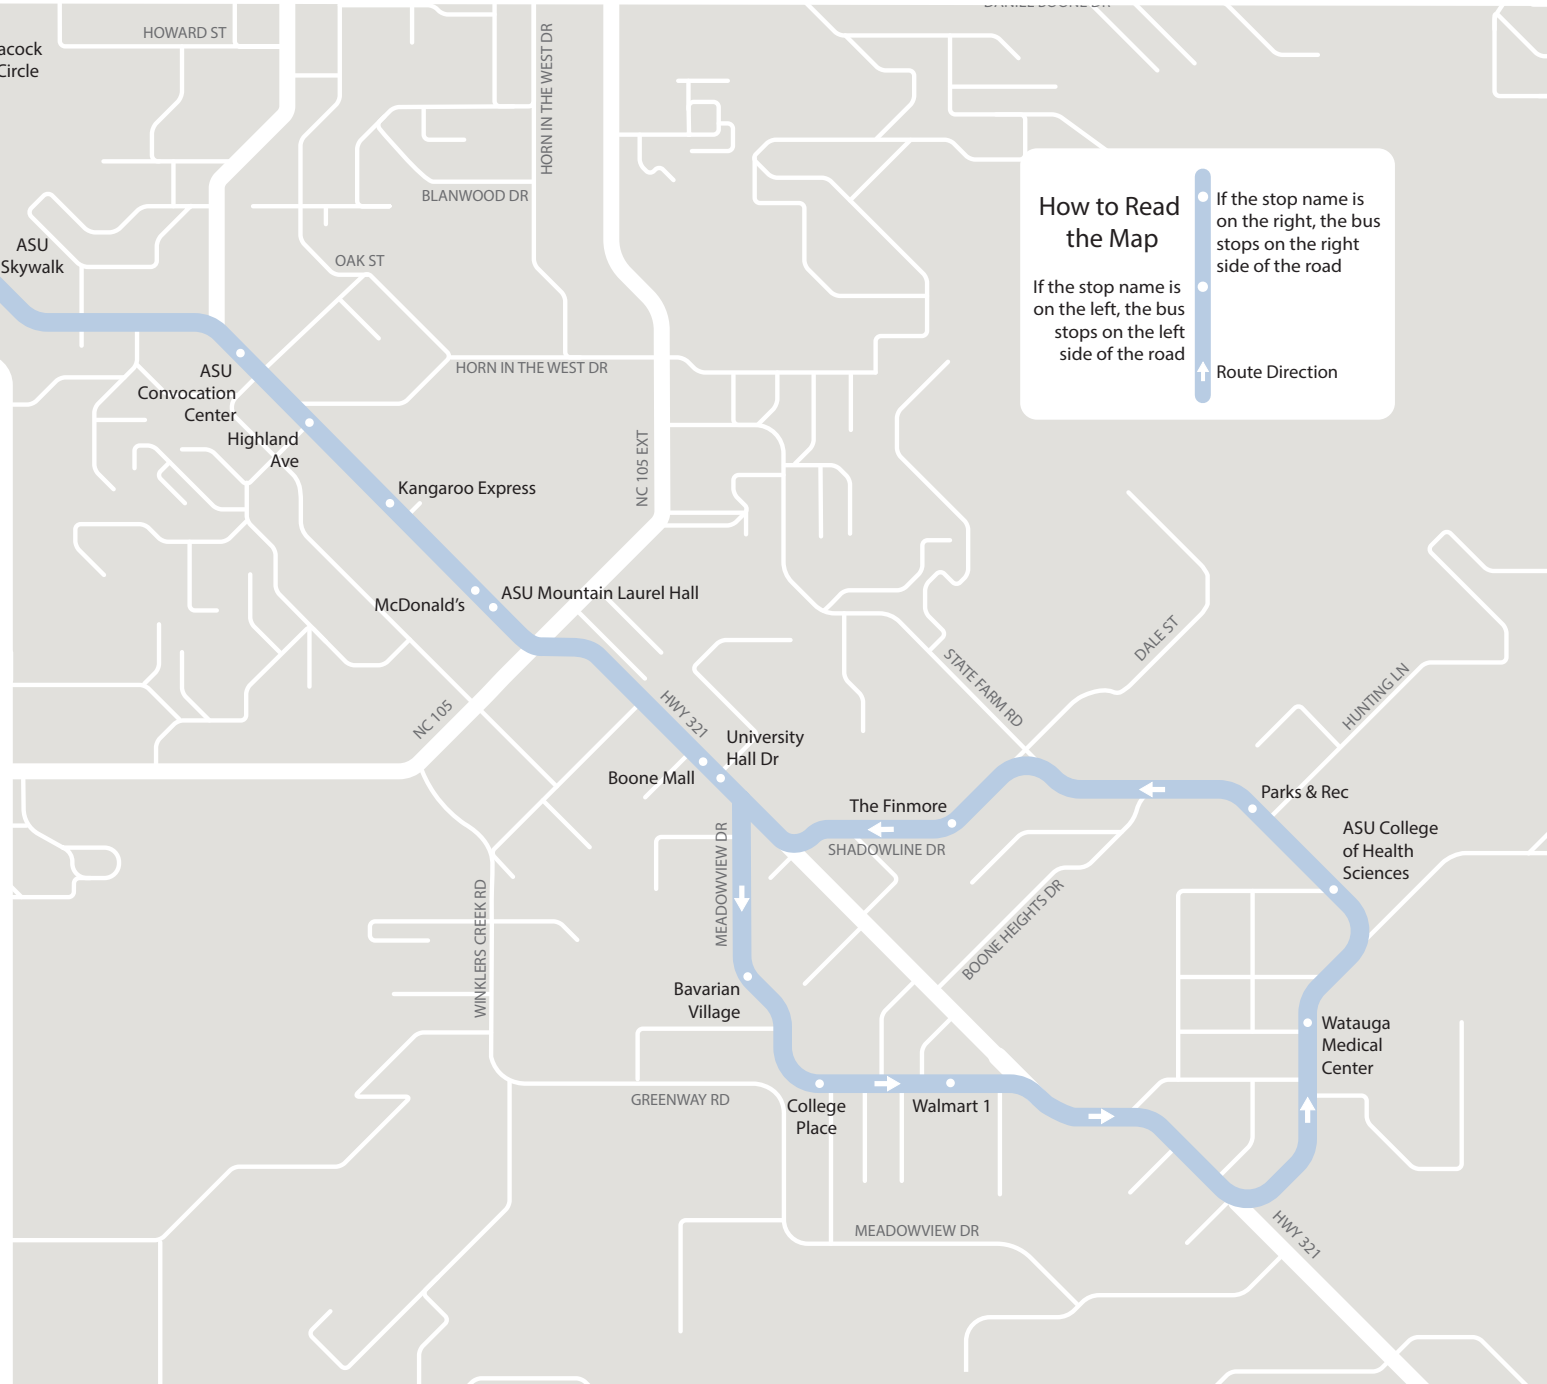 DANIEL BOONE DR
HOWARD ST
acock
Circle
HORN IN THE WEST DR
BLANWOOD DR
ASU
Skywalk
OAK ST
How to Read
the Map
If the stop name is
on the right, the bus
stops on the right
side of the road
If the stop name is
on the left, the bus
stops on the left
side of the road
Route Direction
HORN IN THE WEST DR
ASU
Convocation
Center
Highland
Ave
Kangaroo Express
NC 105 EXT
McDonald's
ASU Mountain Laurel Hall
STATE FARM RD
DALE ST
HUNTING LN
NC 105
HWY 321
University
Hall Dr
Boone Mall
The Finmore
SHADOWLINE DR
Parks & Rec
ASU College
of Health
Sciences
MEADOWVIEW DR
WINKLERS CREEK RD
BOONE HEIGHTS DR
Bavarian
Village
Watauga
Medical
Center
GREENWAY RD
College
Place
Walmart 1
MEADOWVIEW DR
HWY 321